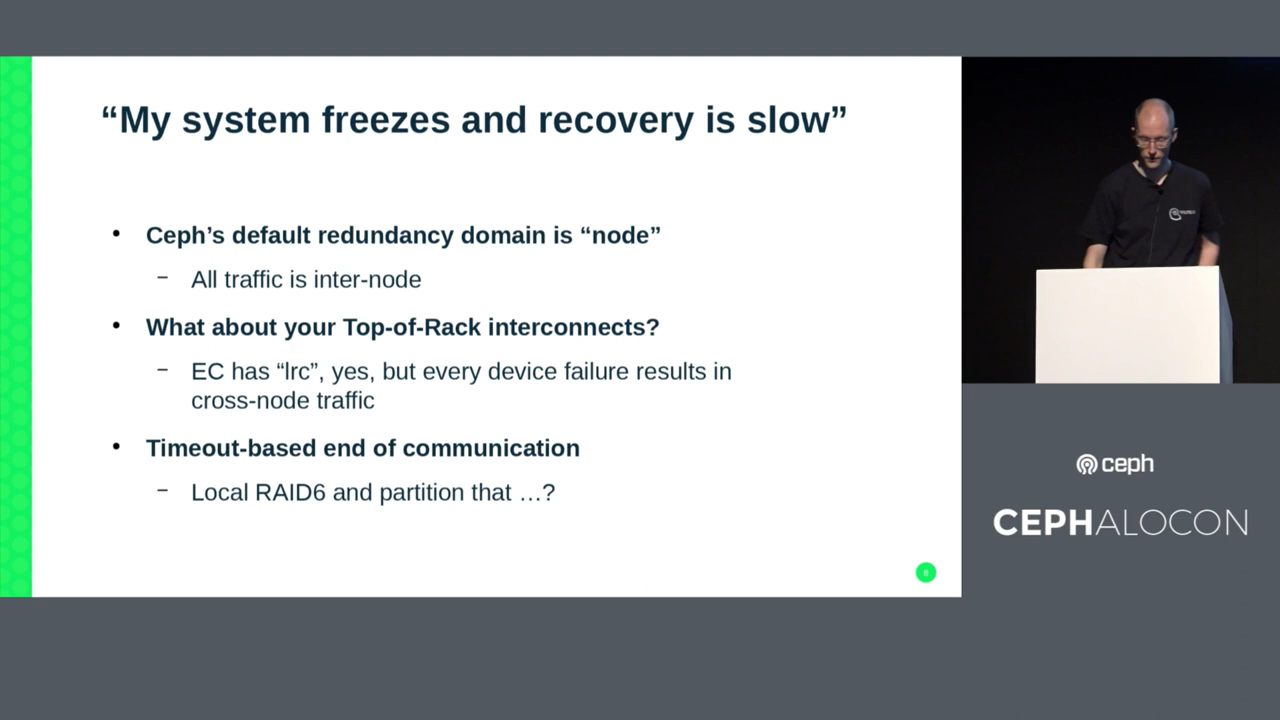 “My system freezes and recovery is slow”
• Ceph’s default redundancy domain is “node”
– All traffic is inter-node
• What about your Top-of-Rack interconnects?
– EC has “lrc”, yes, but every device failure results in
cross-node traffic
• Timeout-based end of communication
– Local RAID6 and partition that …?
ceph
CEPHALOCON